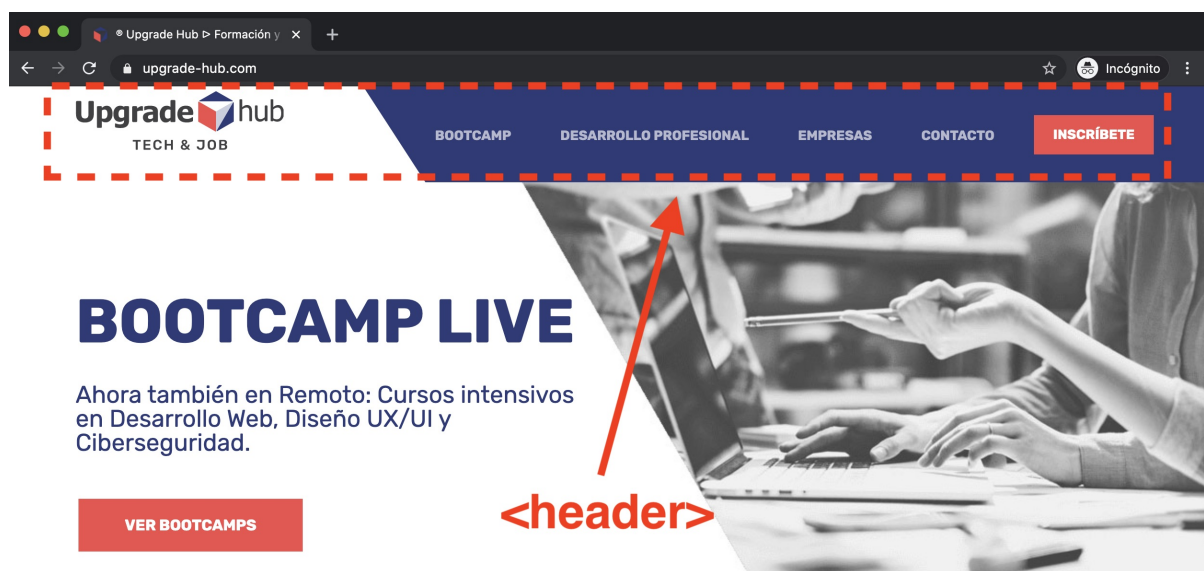 ® Upgrade Hub ᐅ Formación y
upgrade-hub.com
Incógnito
Upgrade hub
TECH & JOB
BOOTCAMP
DESARROLLO PROFESIONAL
EMPRESAS
CONTACTO
INSCRÍBETE
BOOTCAMP LIVE
Ahora también en Remoto: Cursos intensivos
en Desarrollo Web, Diseño UX/UI y
Ciberseguridad.
VER BOOTCAMPS
<header>